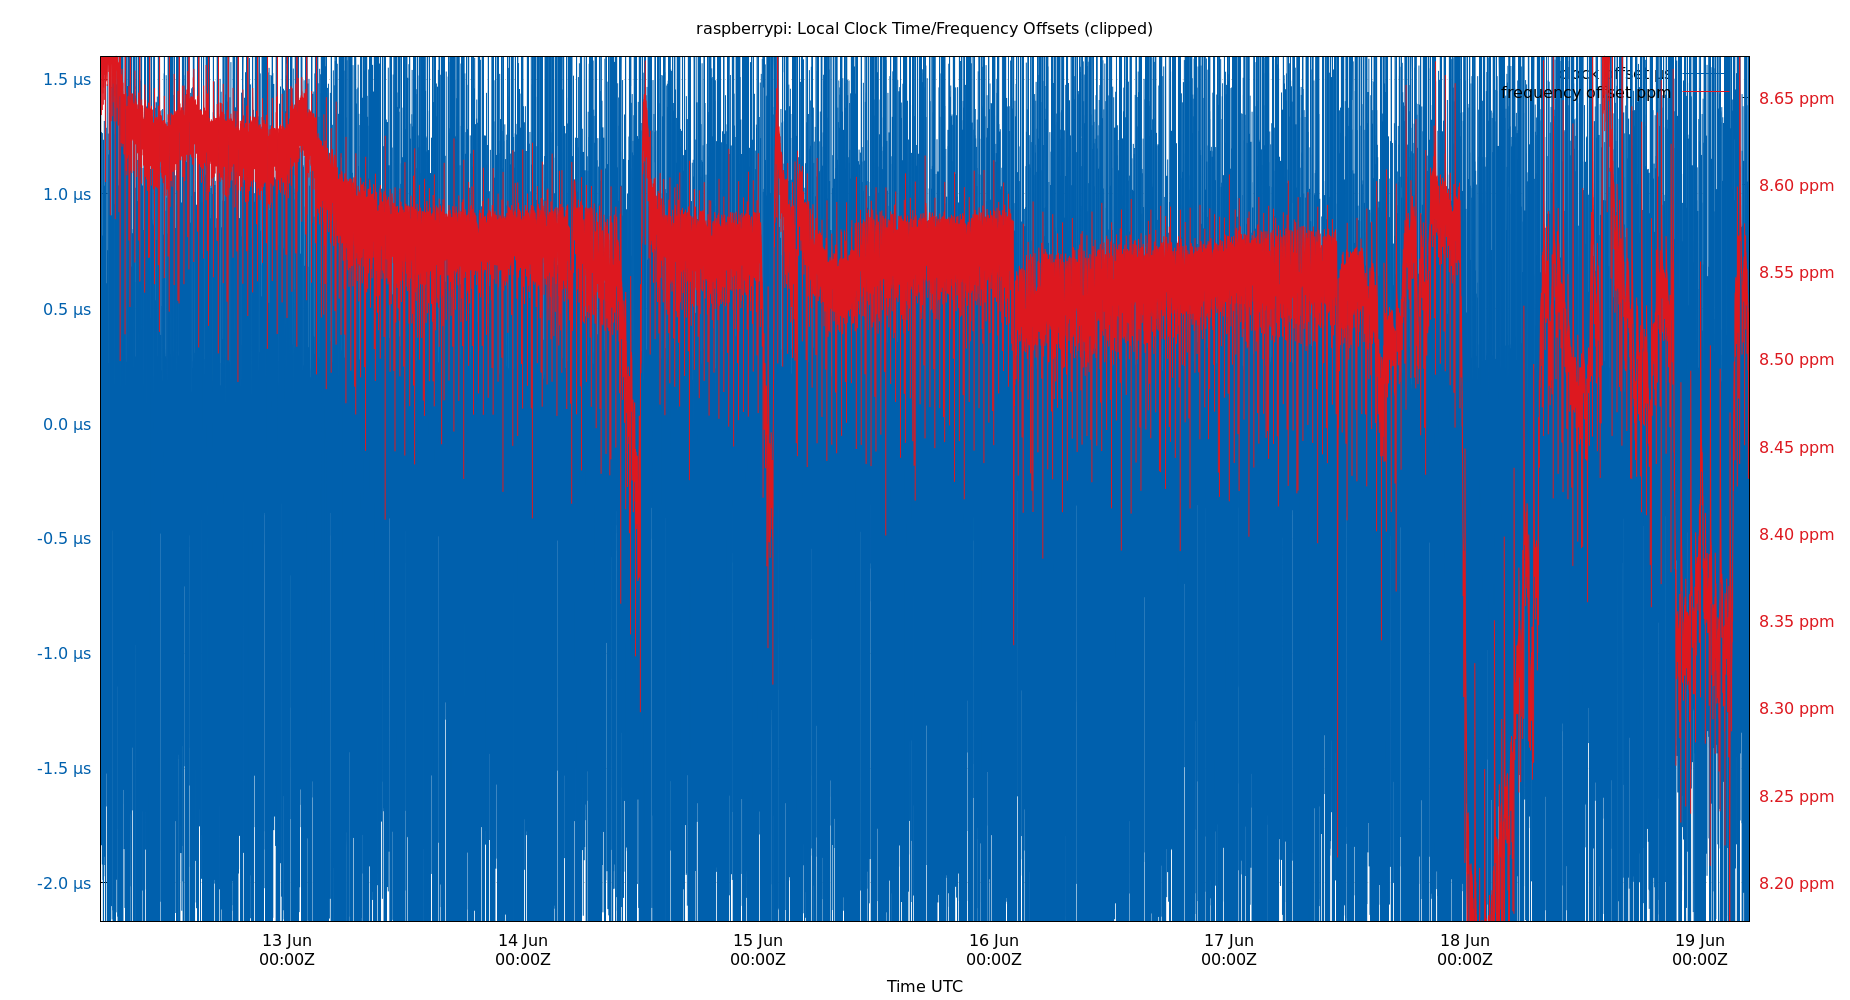 raspberrypi: Local Clock Time/Frequency Offsets (clipped)
clock offset µs
frequency offset ppm
1.5 µs
1.0 µs
0.5 µs
0.0 µs
-0.5 µs
-1.0 µs
-1.5 µs
-2.0 µs
8.65 ppm
8.60 ppm
8.55 ppm
8.50 ppm
8.45 ppm
8.40 ppm
8.35 ppm
8.30 ppm
8.25 ppm
8.20 ppm
13 Jun 14 Jun 15 Jun 16 Jun 17 Jun 18 Jun 19 Jun
00:00Z 00:00Z 00:00Z 00:00Z 00:00Z 00:00Z 00:00Z
Time UTC